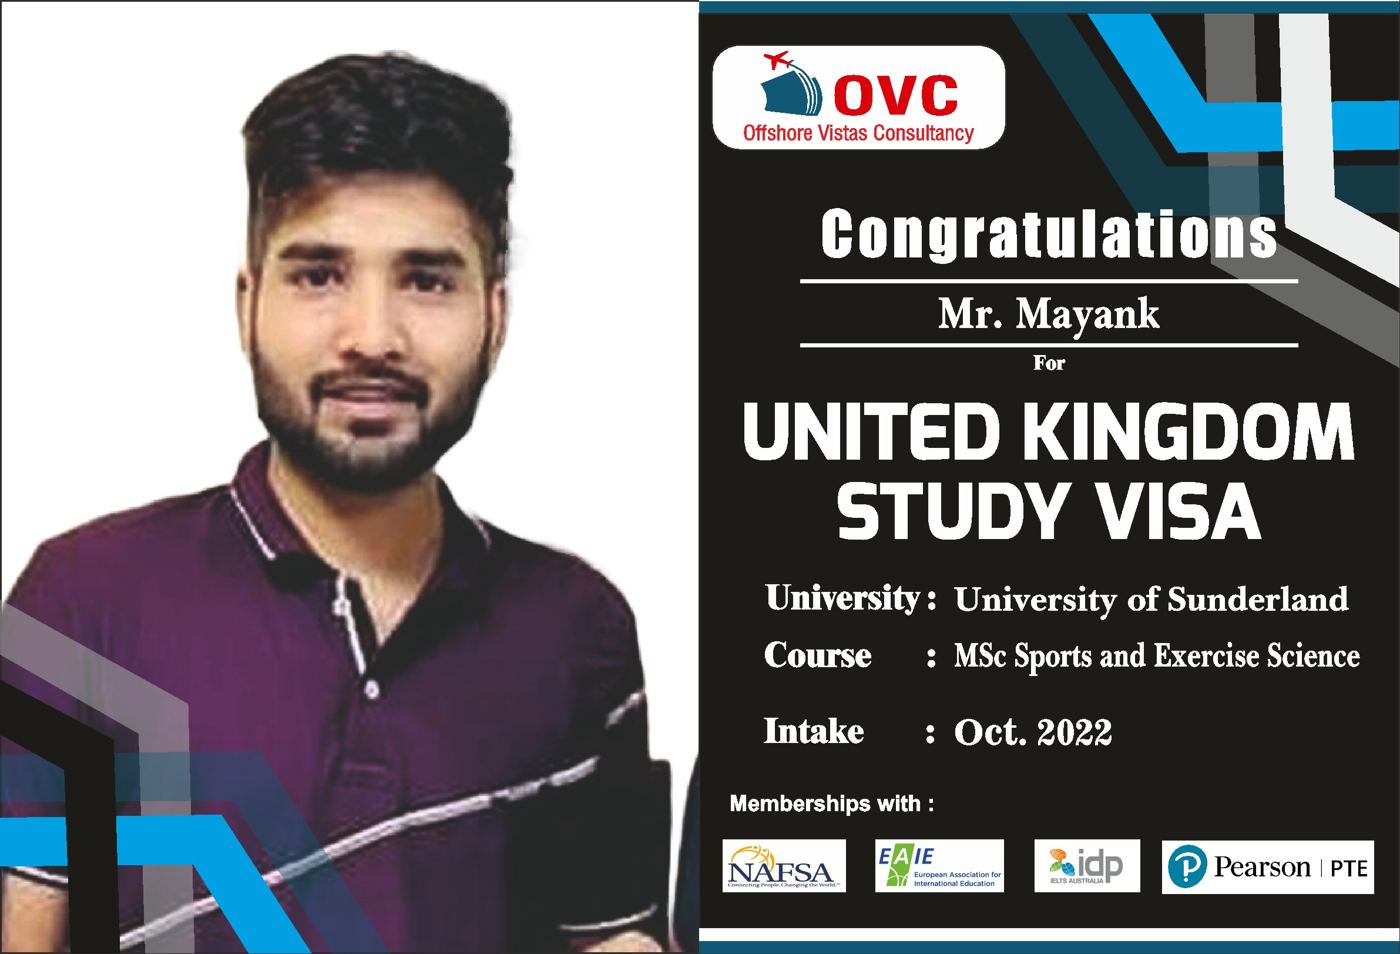 OVC
Offshore Vistas Consultancy
Congratulations
Mr. Mayank
For
UNITED KINGDOM
STUDY VISA
University : University of Sunderland
Course : MSc Sports and Exercise Science
Intake : Oct. 2022
Memberships with :
NAFSA
Connecting People. Changing the World.™
EAIE
European Association for
International Education
idp
IELTS AUSTRALIA
P
Pearson | PTE